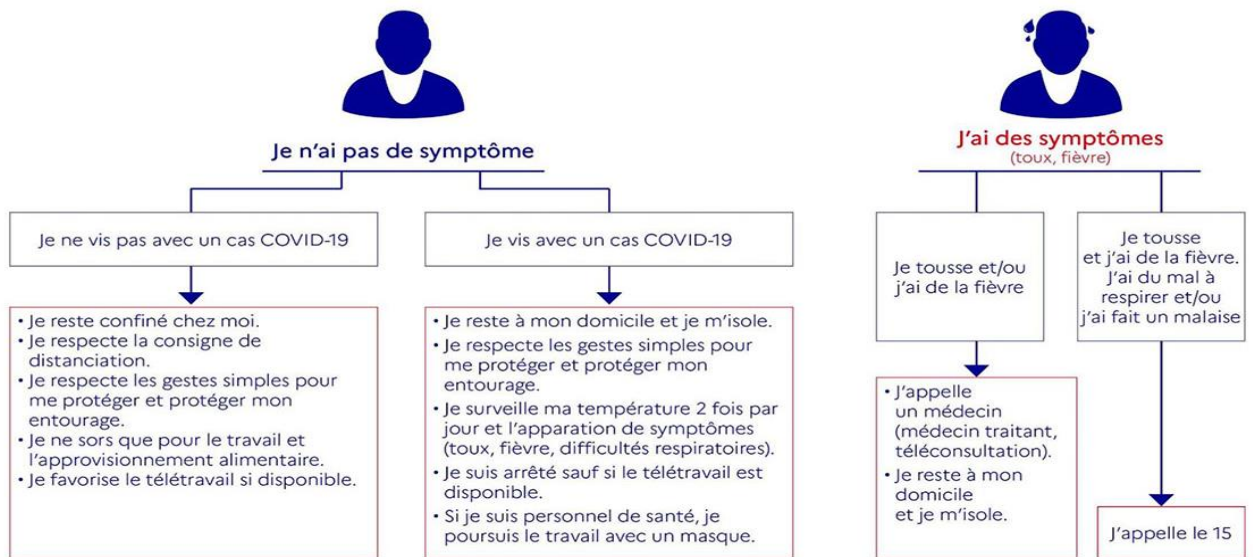 Je n'ai pas de symptôme
Je ne vis pas avec un cas COVID-19
• Je reste confiné chez moi.
• Je respecte la consigne de
distanciation.
• Je respecte les gestes simples pour
me protéger et protéger mon
entourage.
• Je ne sors que pour le travail et
l'approvisionnement alimentaire.
• Je favorise le télétravail si disponible.
Je vis avec un cas COVID-19
• Je reste à mon domicile et je m'isole.
• Je respecte les gestes simples pour
me protéger et protéger mon
entourage.
• Je surveille ma température 2 fois par
jour et l'apparation de symptômes
(toux, fièvre, difficultés respiratoires).
• Je suis arrêté sauf si le télétravail est
disponible.
• Si je suis personnel de santé, je
poursuis le travail avec un masque.
J'ai des symptômes
(toux, fièvre)
Je tousse et/ou
j'ai de la fièvre
• J'appelle
un médecin
(médecin traitant,
téléconsultation).
• Je reste à mon
domicile
et je m'isole.
Je tousse
et j'ai de la fièvre.
J'ai du mal à
respirer et/ou
j'ai fait un malaise
J'appelle le 15